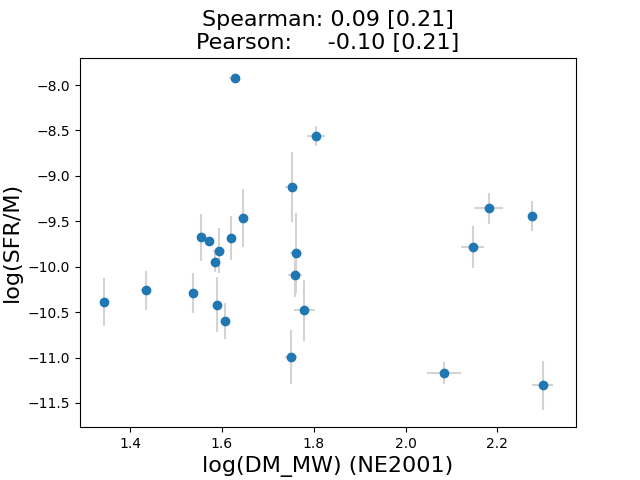 Spearman: 0.09 [0.21]
Pearson: -0.10 [0.21]
−8.0
−8.5
−9.0
−9.5
−10.0
−10.5
−11.0
−11.5
log(SFR/M)
1.4 1.6 1.8 2.0 2.2
log(DM_MW) (NE2001)